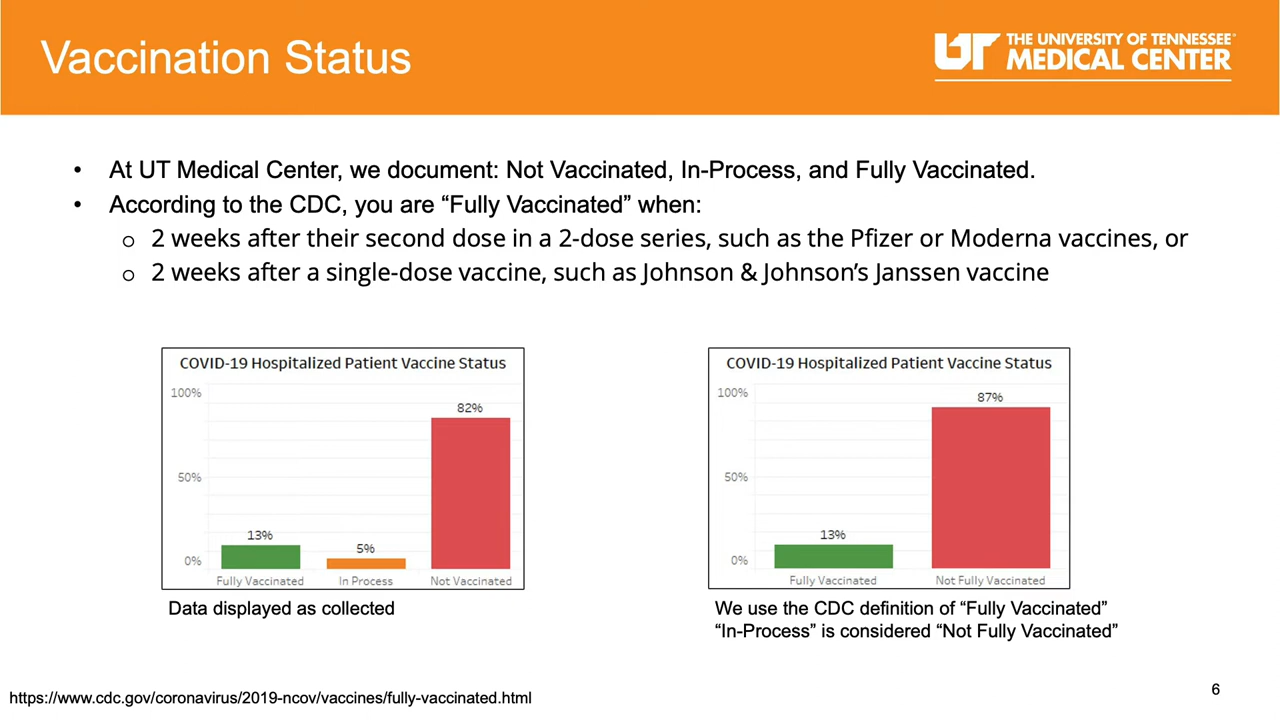 Vaccination Status
UT THE UNIVERSITY OF TENNESSEE
MEDICAL CENTER
• At UT Medical Center, we document: Not Vaccinated, In-Process, and Fully Vaccinated.
• According to the CDC, you are “Fully Vaccinated” when:
o 2 weeks after their second dose in a 2-dose series, such as the Pfizer or Moderna vaccines, or
o 2 weeks after a single-dose vaccine, such as Johnson & Johnson’s Janssen vaccine
COVID-19 Hospitalized Patient Vaccine Status
100%
82%
50%
13%
5%
0%
Fully Vaccinated In Process Not Vaccinated
Data displayed as collected
COVID-19 Hospitalized Patient Vaccine Status
100%
87%
50%
13%
0%
Fully Vaccinated Not Fully Vaccinated
We use the CDC definition of “Fully Vaccinated”
“In-Process” is considered “Not Fully Vaccinated”
https://www.cdc.gov/coronavirus/2019-ncov/vaccines/fully-vaccinated.html
6